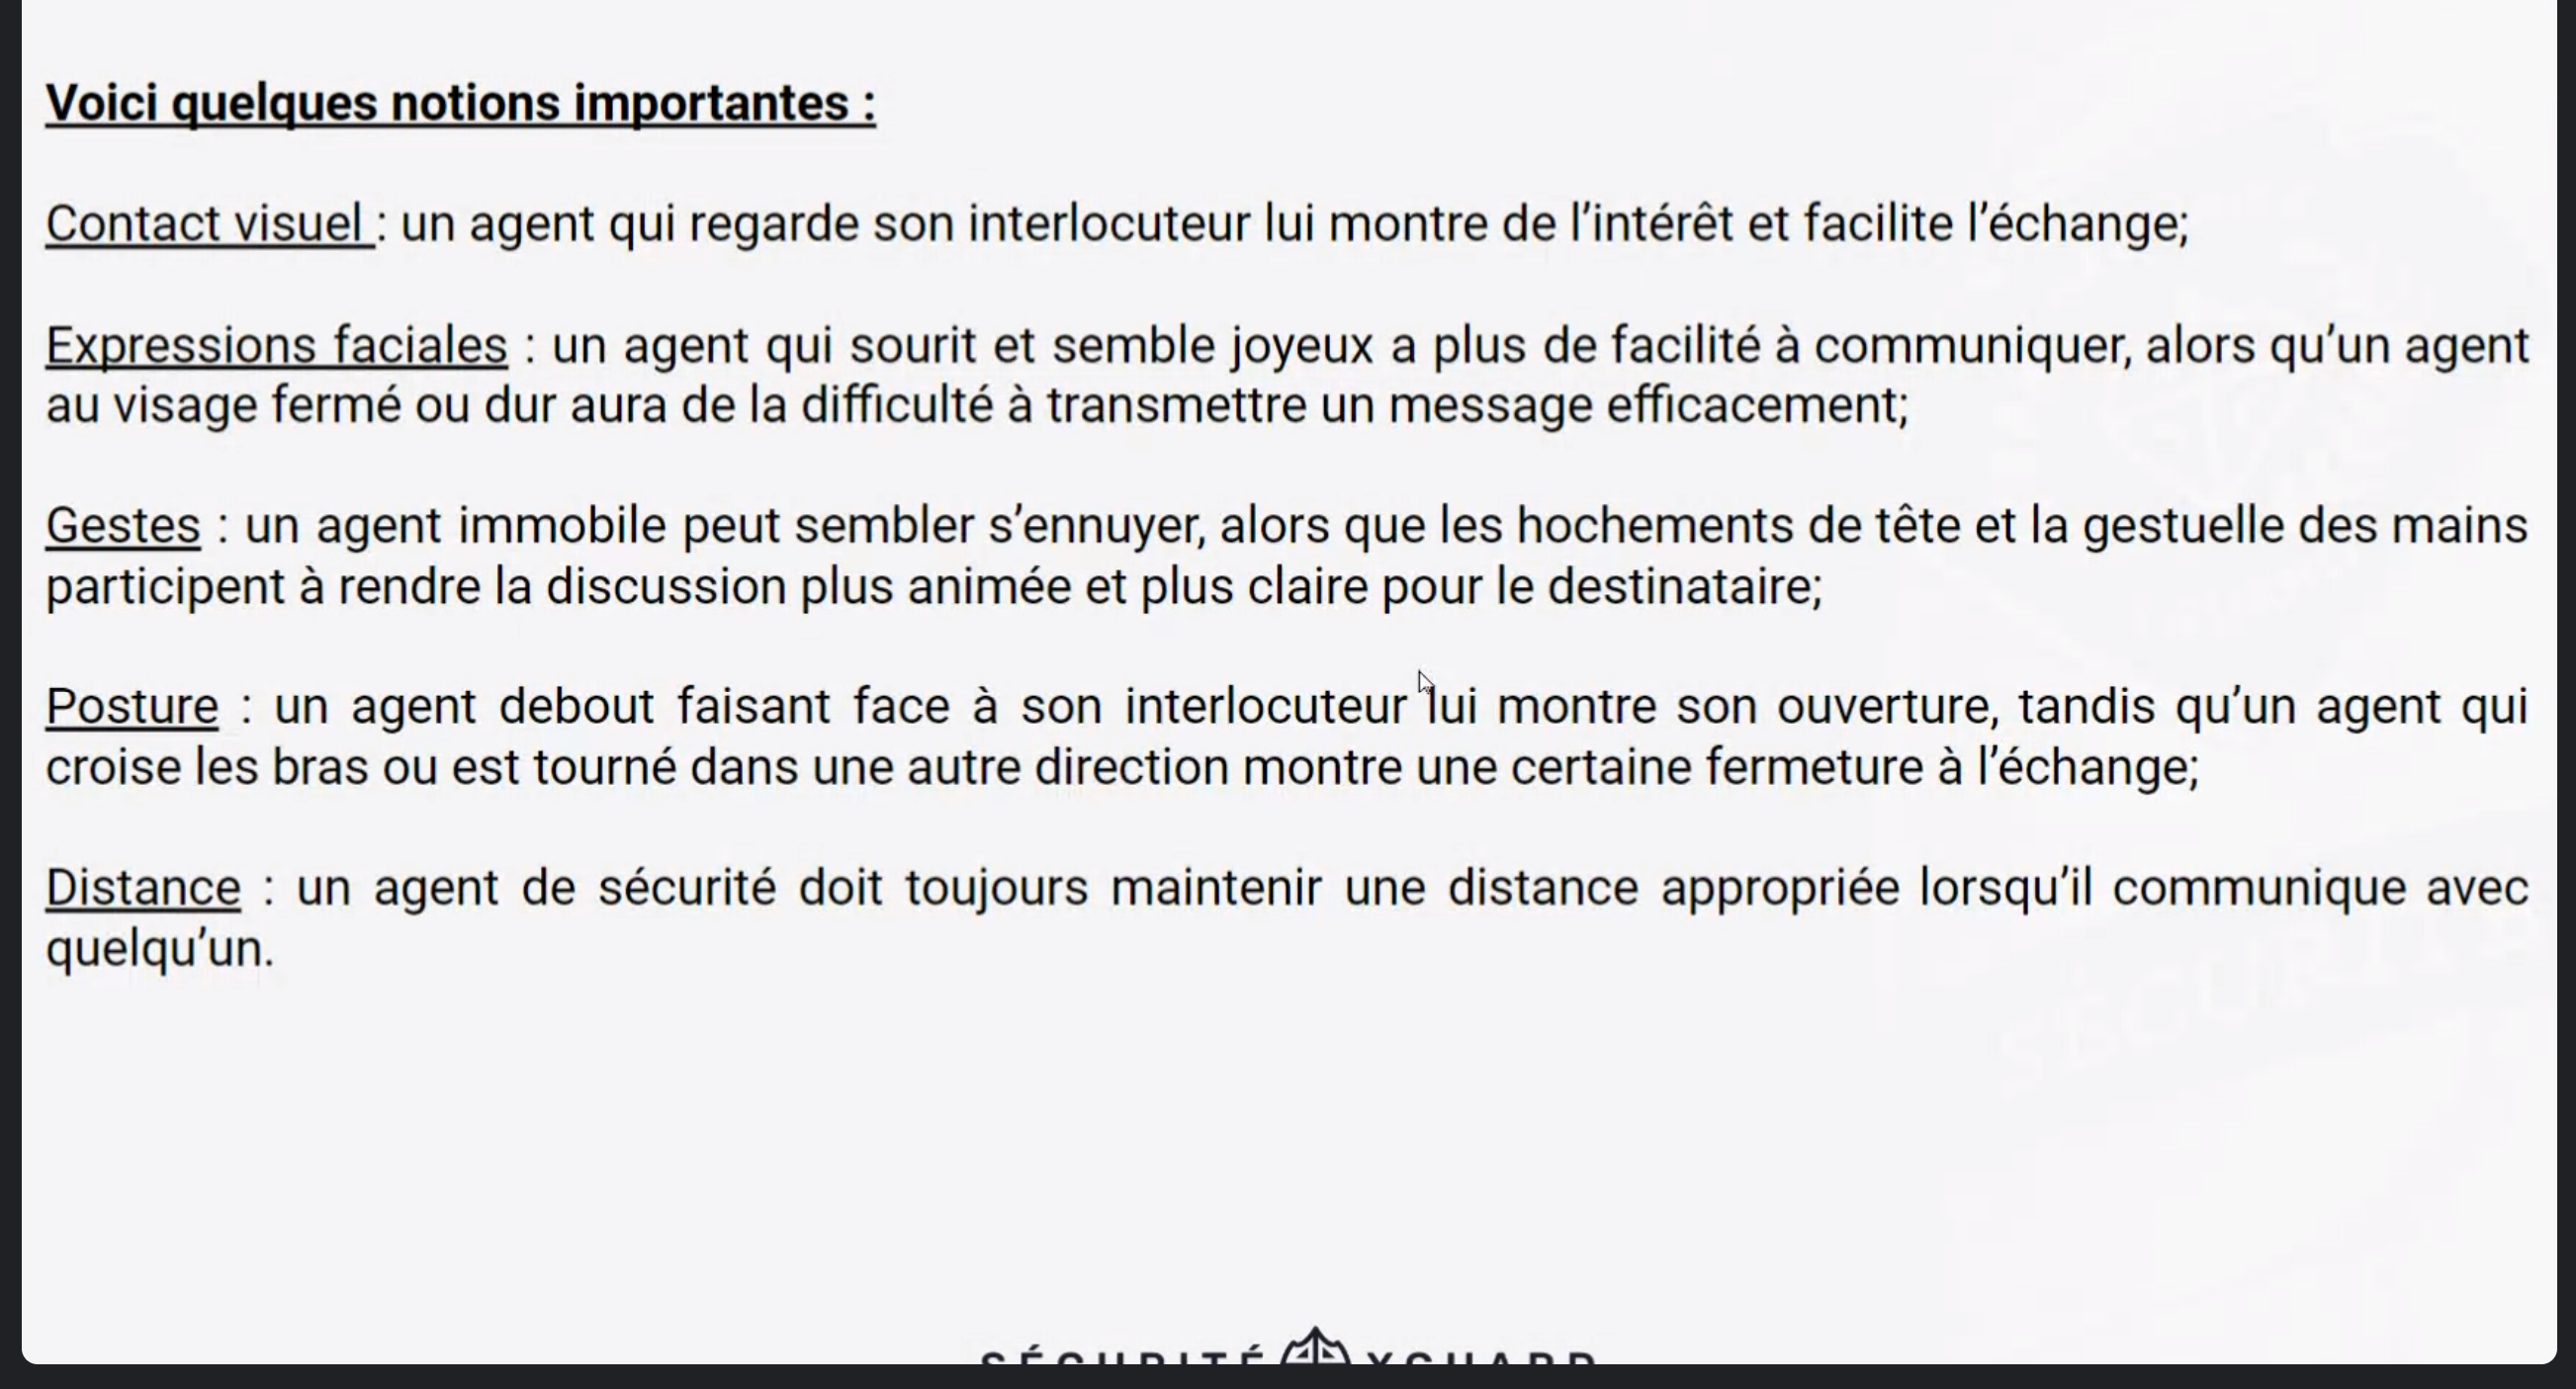 Voici quelques notions importantes :
Contact visuel : un agent qui regarde son interlocuteur lui montre de l’intérêt et facilite l’échange;
Expressions faciales : un agent qui sourit et semble joyeux a plus de facilité à communiquer, alors qu’un agent
au visage fermé ou dur aura de la difficulté à transmettre un message efficacement;
Gestes : un agent immobile peut sembler s’ennuyer, alors que les hochements de tête et la gestuelle des mains
participent à rendre la discussion plus animée et plus claire pour le destinataire;
Posture : un agent debout faisant face à son interlocuteur lui montre son ouverture, tandis qu’un agent qui
croise les bras ou est tourné dans une autre direction montre une certaine fermeture à l’échange;
Distance : un agent de sécurité doit toujours maintenir une distance appropriée lorsqu’il communique avec
quelqu’un.
SÉCURITÉ XGUARD